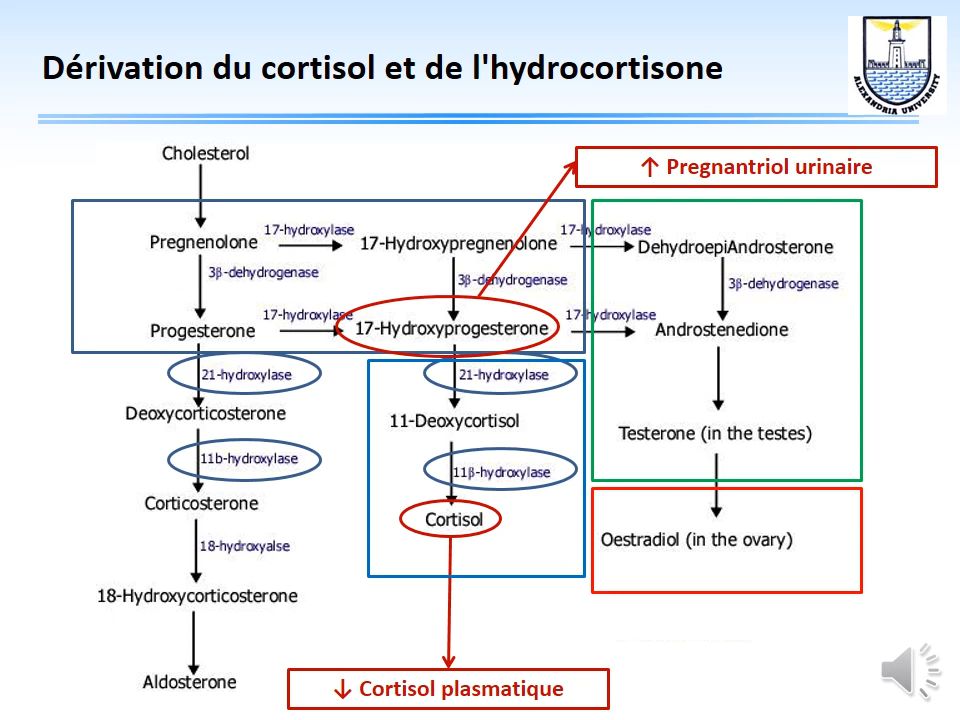 Dérivation du cortisol et de l'hydrocortisone
ALEXANDRIA UNIVERSITY
Cholesterol
↑ Pregnantriol urinaire
17-hydroxylase
17-hydroxylase
Pregnenolone
17-Hydroxypregnenolone
DehydroepiAndrosterone
3β-dehydrogenase
3β-dehydrogenase
3β-dehydrogenase
17-hydroxylase
17-hydroxylase
Progesterone
17-Hydroxyprogesterone
Androstenedione
21-hydroxylase
21-hydroxylase
Deoxycorticosterone
11-Deoxycortisol
Testerone (in the testes)
11b-hydroxylase
11β-hydroxylase
Corticosterone
Cortisol
18-hydroxyalse
Oestradiol (in the ovary)
18-Hydroxycorticosterone
Aldosterone
↓ Cortisol plasmatique